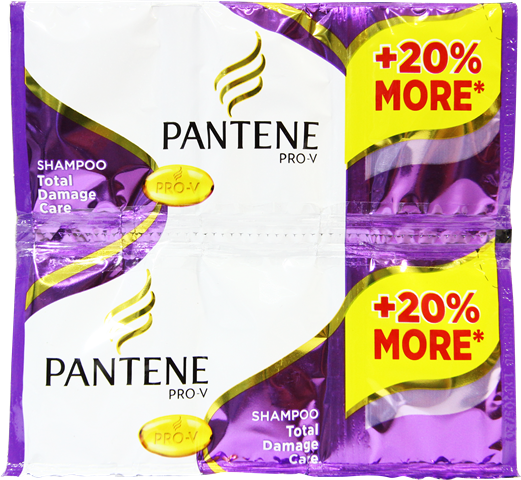 +20%
MORE*
PANTENE
PRO-V
SHAMPOO
Total
Damage
Care
PRO-V
+20%
MORE*
PANTENE
PRO-V
PRO-V
SHAMPOO
Total
Damage
Care